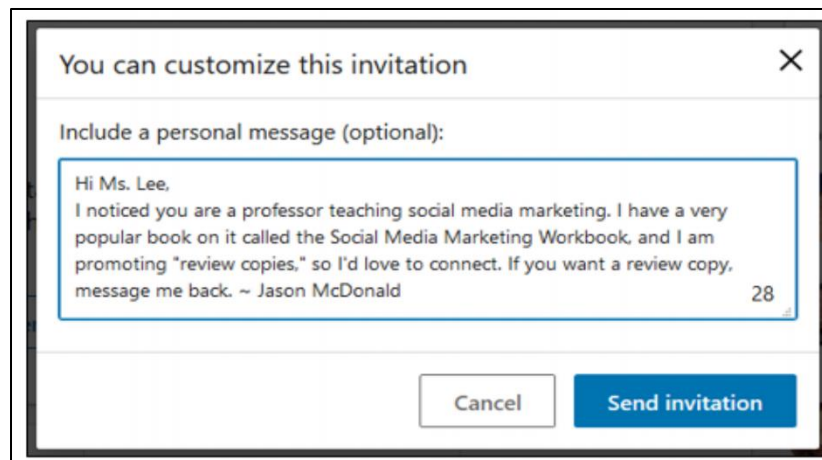 You can customize this invitation
Include a personal message (optional):
Hi Ms. Lee,
I noticed you are a professor teaching social media marketing. I have a very
popular book on it called the Social Media Marketing Workbook, and I am
promoting "review copies," so I'd love to connect. If you want a review copy,
message me back. ~ Jason McDonald
28
Cancel
Send invitation